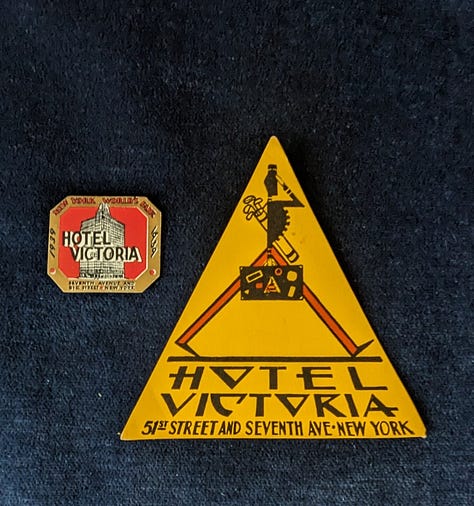 NEW YORK WORLD'S FAIR
1939
HOTEL
VICTORIA
SEVENTH AVENUE AND
51st STREET • NEW YORK
HOTEL
VICTORIA
51ST STREET AND SEVENTH AVE • NEW YORK